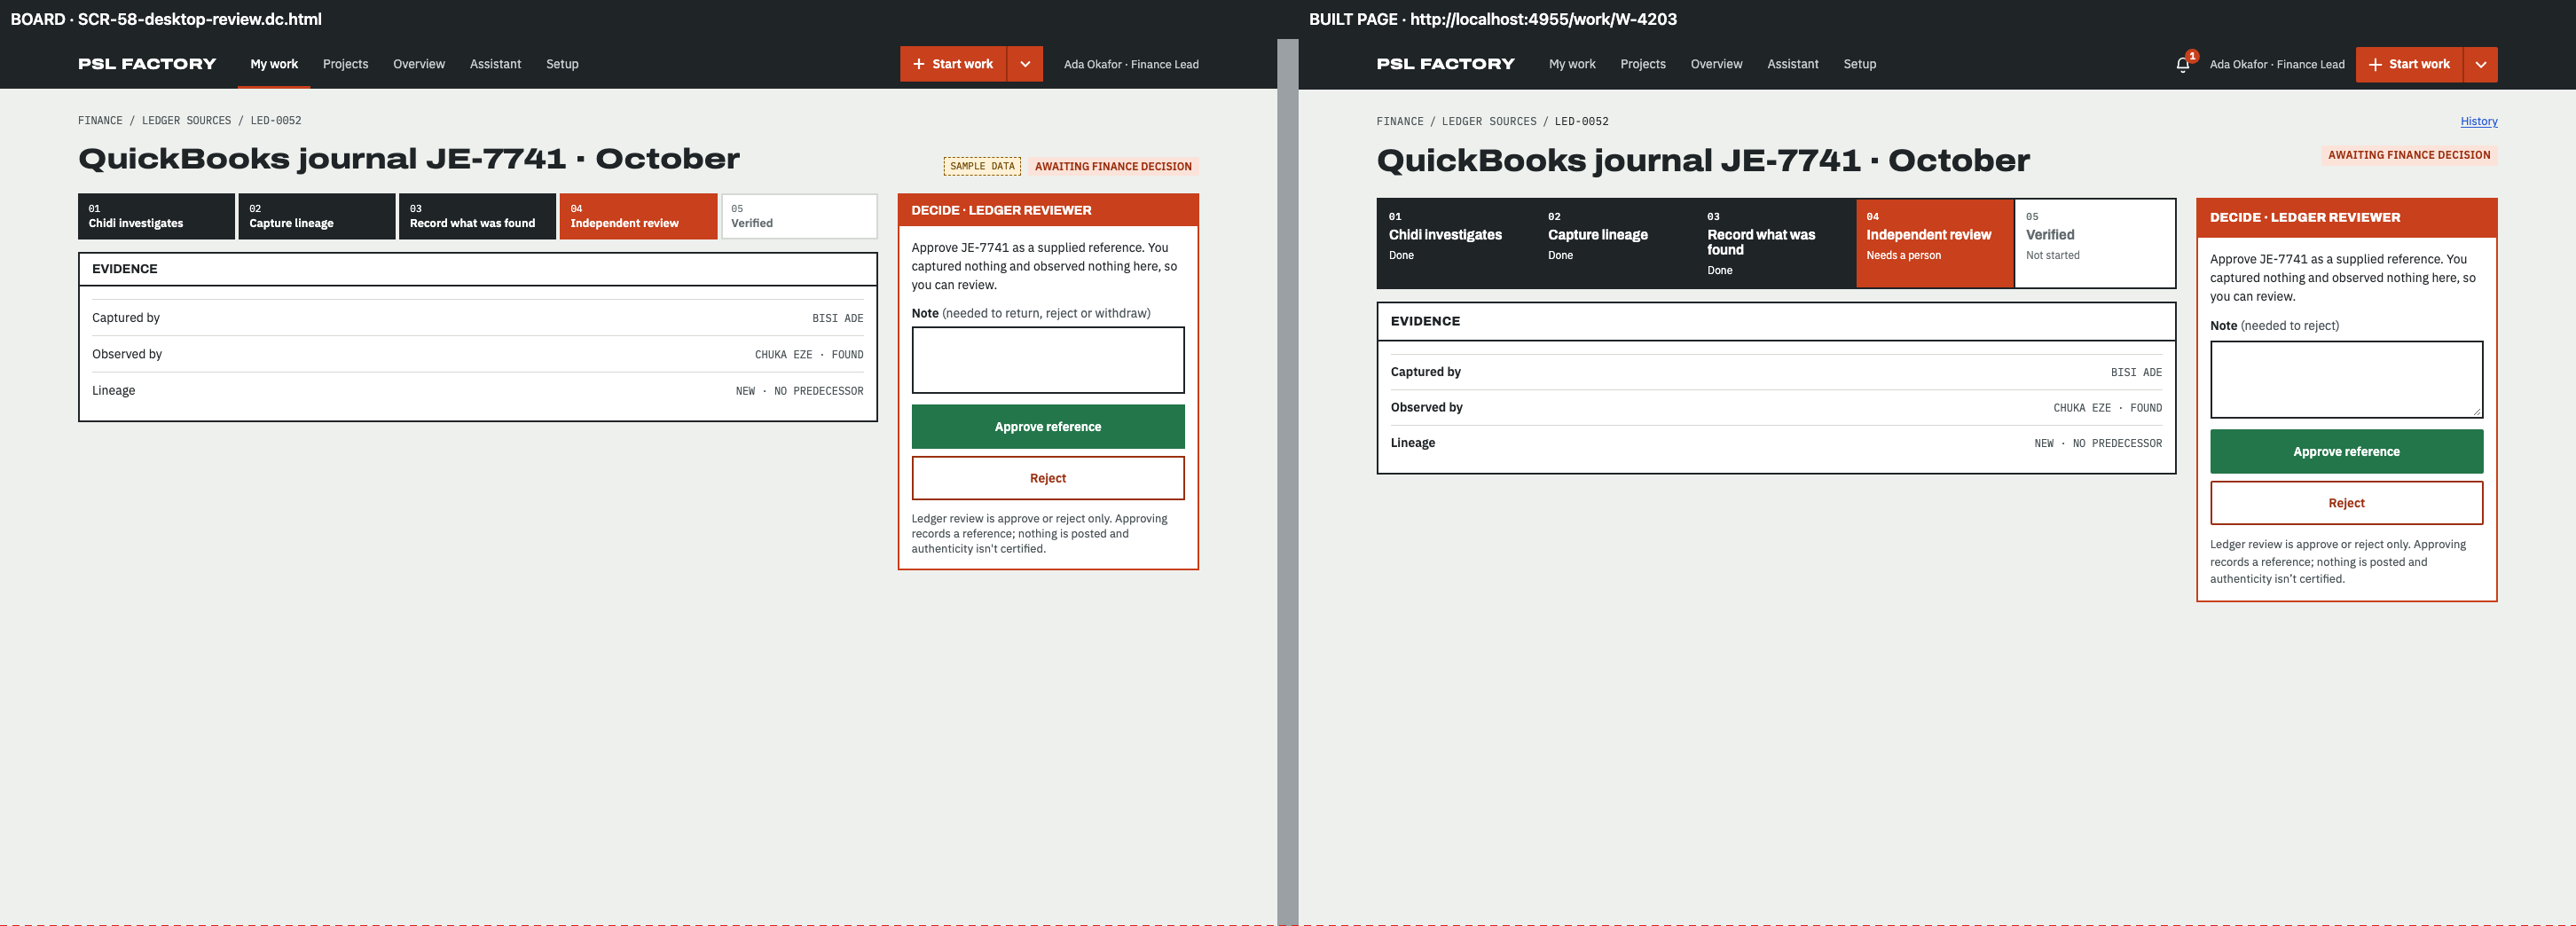 BOARD · SCR-58-desktop-review.dc.html
PSL FACTORY My work Projects Overview Assistant Setup + Start work Ada Okafor · Finance Lead
FINANCE / LEDGER SOURCES / LED-0052
QuickBooks journal JE-7741 · October
SAMPLE DATA AWAITING FINANCE DECISION
01 Chidi investigates
02 Capture lineage
03 Record what was found
04 Independent review
05 Verified
EVIDENCE
Captured by BISI ADE
Observed by CHUKA EZE · FOUND
Lineage NEW · NO PREDECESSOR
DECIDE · LEDGER REVIEWER
Approve JE-7741 as a supplied reference. You
captured nothing and observed nothing here, so
you can review.
Note (needed to return, reject or withdraw)
Approve reference
Reject
Ledger review is approve or reject only. Approving
records a reference; nothing is posted and
authenticity isn't certified.
BUILT PAGE · http://localhost:4955/work/W-4203
PSL FACTORY My work Projects Overview Assistant Setup 1 Ada Okafor · Finance Lead + Start work
FINANCE / LEDGER SOURCES / LED-0052 History
QuickBooks journal JE-7741 · October
AWAITING FINANCE DECISION
01
Chidi investigates
Done
02
Capture lineage
Done
03
Record what was
found
Done
04
Independent review
Needs a person
05
Verified
Not started
EVIDENCE
Captured by BISI ADE
Observed by CHUKA EZE · FOUND
Lineage NEW · NO PREDECESSOR
DECIDE · LEDGER REVIEWER
Approve JE-7741 as a supplied reference. You
captured nothing and observed nothing here, so
you can review.
Note (needed to reject)
Approve reference
Reject
Ledger review is approve or reject only. Approving
records a reference; nothing is posted and
authenticity isn't certified.